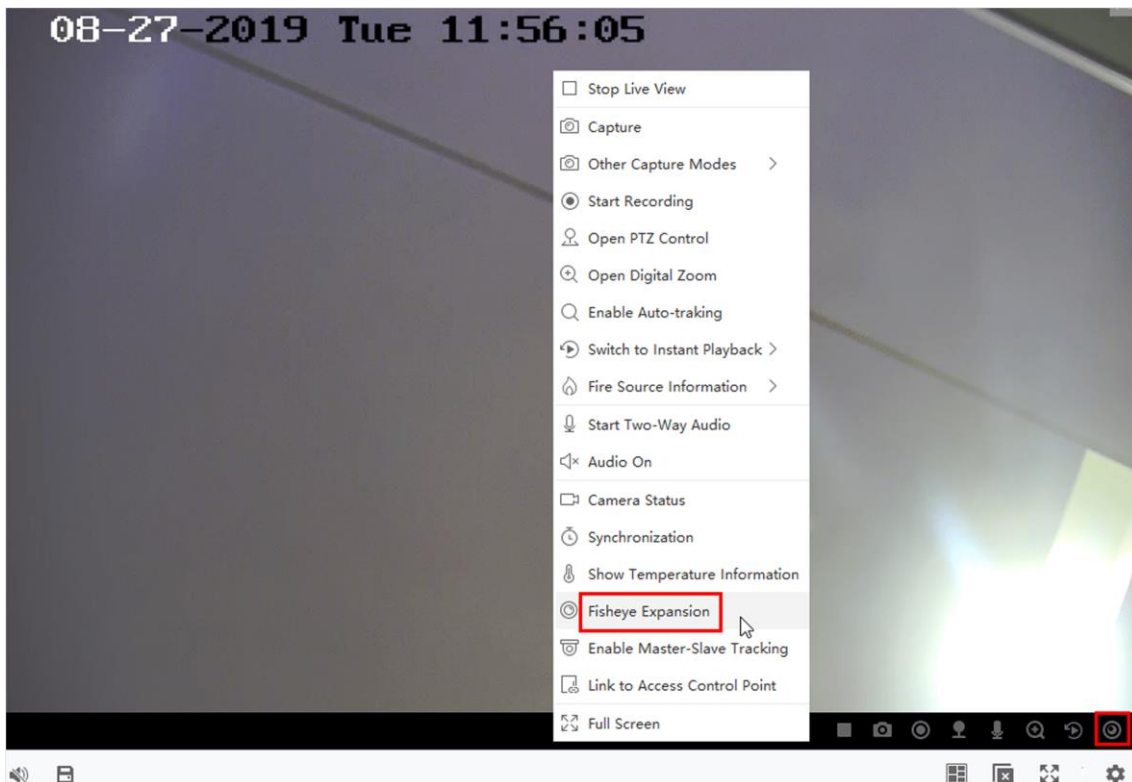 08-27-2019 Tue 11:56:05
Stop Live View
Capture
Other Capture Modes
Start Recording
Open PTZ Control
Open Digital Zoom
Enable Auto-traking
Switch to Instant Playback
Fire Source Information
Start Two-Way Audio
Audio On
Camera Status
Synchronization
Show Temperature Information
Fisheye Expansion
Enable Master-Slave Tracking
Link to Access Control Point
Full Screen